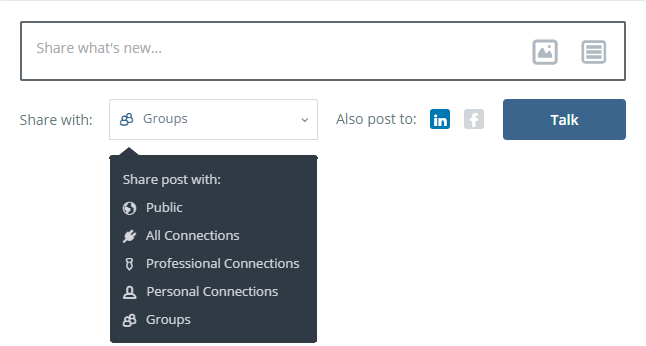 Share what's new...
Share with:
Groups
Also post to:
in
f
Talk
Share post with:
Public
All Connections
Professional Connections
Personal Connections
Groups